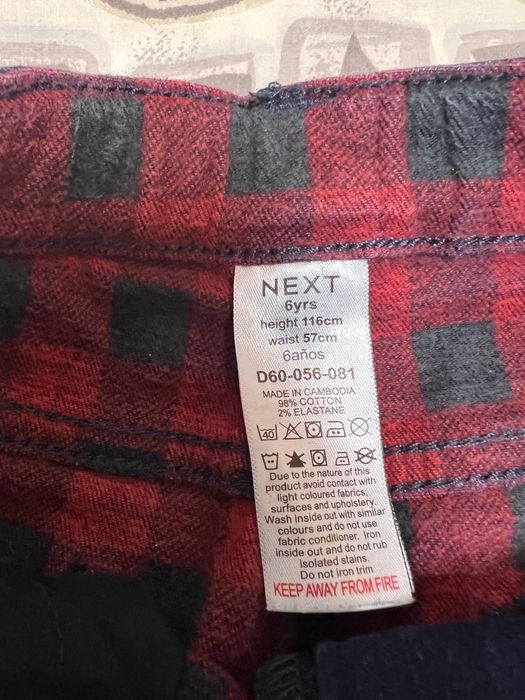 NEXT
6yrs
height 116cm
waist 57cm
6años
D60-056-081
MADE IN CAMBODIA
98% COTTON
2% ELASTANE
40
Due to the nature of this
product avoid contact with
light coloured fabrics,
surfaces and upholstery.
Wash inside out with similar
colours and do not use
fabric conditioner. Iron
inside out and do not rub
isolated stains.
Do not iron trim
KEEP AWAY FROM FIRE